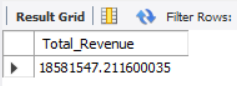 Result Grid Filter Rows:
Total_Revenue
18581547.211600035